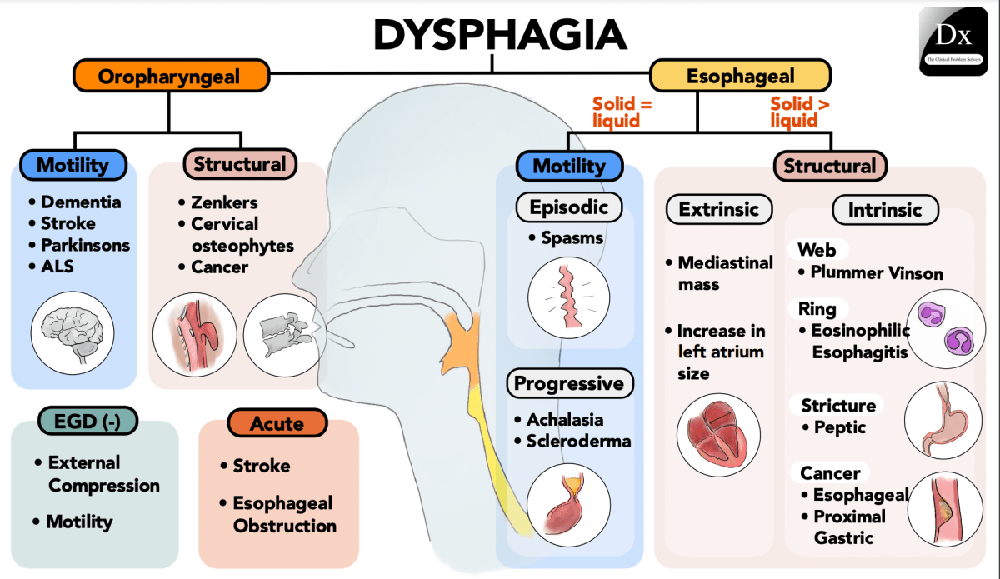 DYSPHAGIA
Dx
The Clinical Problem Solvers
Oropharyngeal
Esophageal
Solid =
liquid
Solid >
liquid
Motility
• Dementia
• Stroke
• Parkinsons
• ALS
Structural
• Zenkers
• Cervical
osteophytes
• Cancer
Motility
Episodic
• Spasms
Progressive
• Achalasia
• Scleroderma
Structural
Extrinsic
• Mediastinal
mass
• Increase in
left atrium
size
Intrinsic
Web
• Plummer Vinson
Ring
• Eosinophilic
Esophagitis
Stricture
• Peptic
Cancer
• Esophageal
• Proximal
Gastric
EGD (-)
• External
Compression
• Motility
Acute
• Stroke
• Esophageal
Obstruction